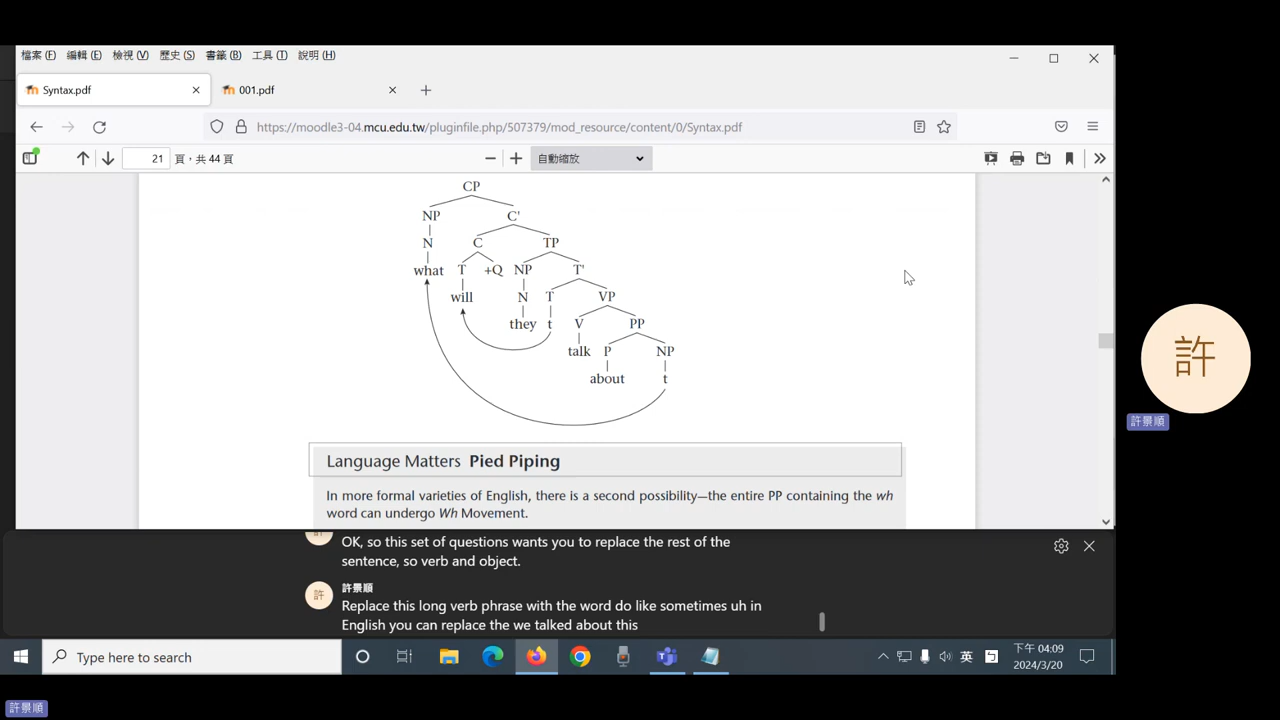 檔案 (F) 編輯 (E) 檢視 (V) 歷史 (S) 書籤 (B) 工具 (T) 說明 (H)
Syntax.pdf 001.pdf
https://moodle3-04.mcu.edu.tw/pluginfile.php/507379/mod_resource/content/0/Syntax.pdf
21 頁，共 44 頁 自動縮放
CP
NP C'
N C TP
what T +Q NP T'
will N T VP
they t V PP
talk P NP
about t
Language Matters Pied Piping
In more formal varieties of English, there is a second possibility—the entire PP containing the wh
word can undergo Wh Movement.
許
許景順
許
OK, so this set of questions wants you to replace the rest of the
sentence, so verb and object.
許景順
許
Replace this long verb phrase with the word do like sometimes uh in
English you can replace the we talked about this
Type here to search
英
下午 04:09
2024/3/20
許景順